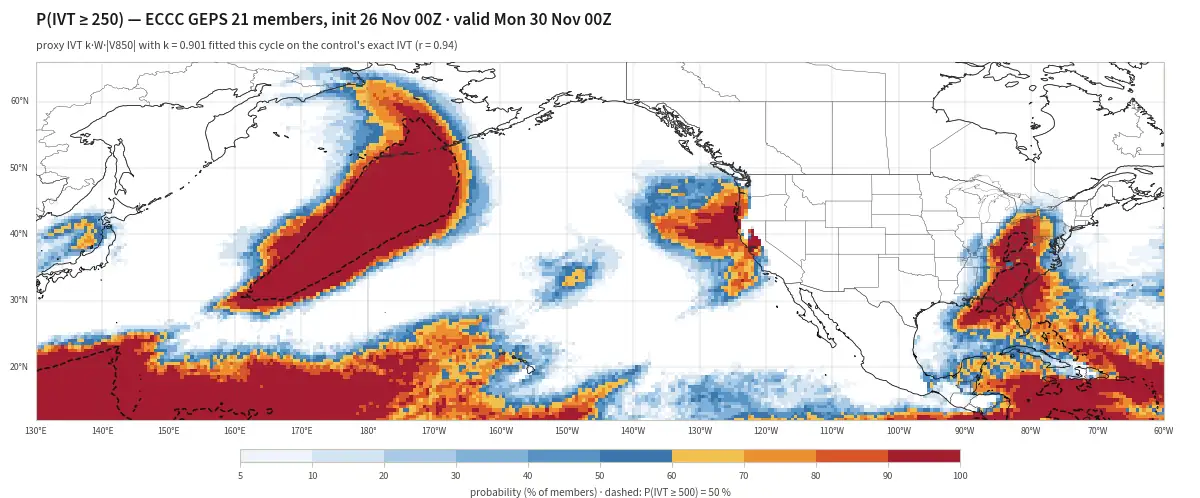 P(IVT ≥ 250) — ECCC GEPS 21 members, init 26 Nov 00Z · valid Mon 30 Nov 00Z
proxy IVT k·W·|V850| with k = 0.901 fitted this cycle on the control's exact IVT (r = 0.94)
60°N
50°N
40°N
30°N
20°N
130°E 140°E 150°E 160°E 170°E 180° 170°W 160°W 150°W 140°W 130°W 120°W 110°W 100°W 90°W 80°W 70°W 60°W
5 10 20 30 40 50 60 70 80 90 100
probability (% of members) · dashed: P(IVT ≥ 500) = 50 %